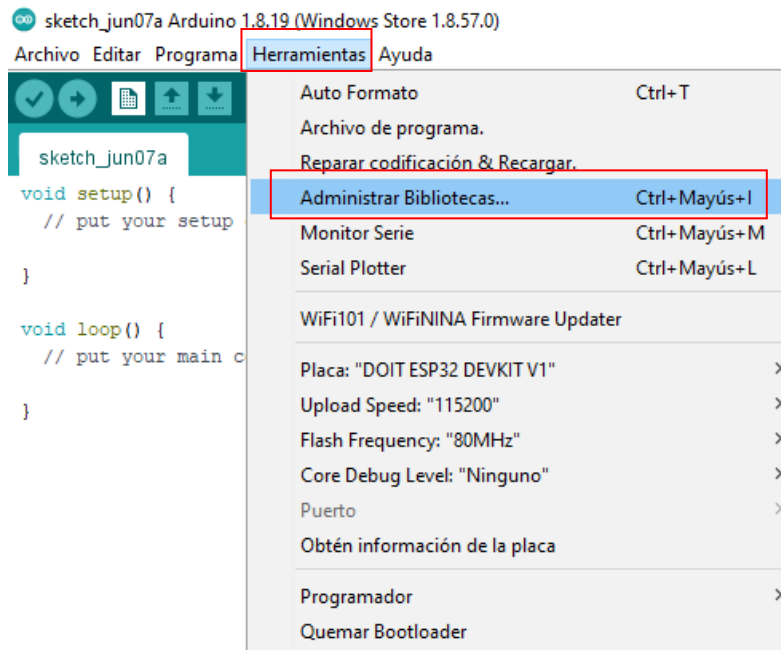 sketch_jun07a Arduino 1.8.19 (Windows Store 1.8.57.0)
Archivo Editar Programa Herramientas Ayuda
sketch_jun07a
void setup() {
// put your setup
}
void loop() {
// put your main c
}
Auto Formato Ctrl+T
Archivo de programa.
Reparar codificación & Recargar.
Administrar Bibliotecas... Ctrl+Mayús+I
Monitor Serie Ctrl+Mayús+M
Serial Plotter Ctrl+Mayús+L
WiFi101 / WiFiNINA Firmware Updater
Placa: "DOIT ESP32 DEVKIT V1"
Upload Speed: "115200"
Flash Frequency: "80MHz"
Core Debug Level: "Ninguno"
Puerto
Obtén información de la placa
Programador
Quemar Bootloader